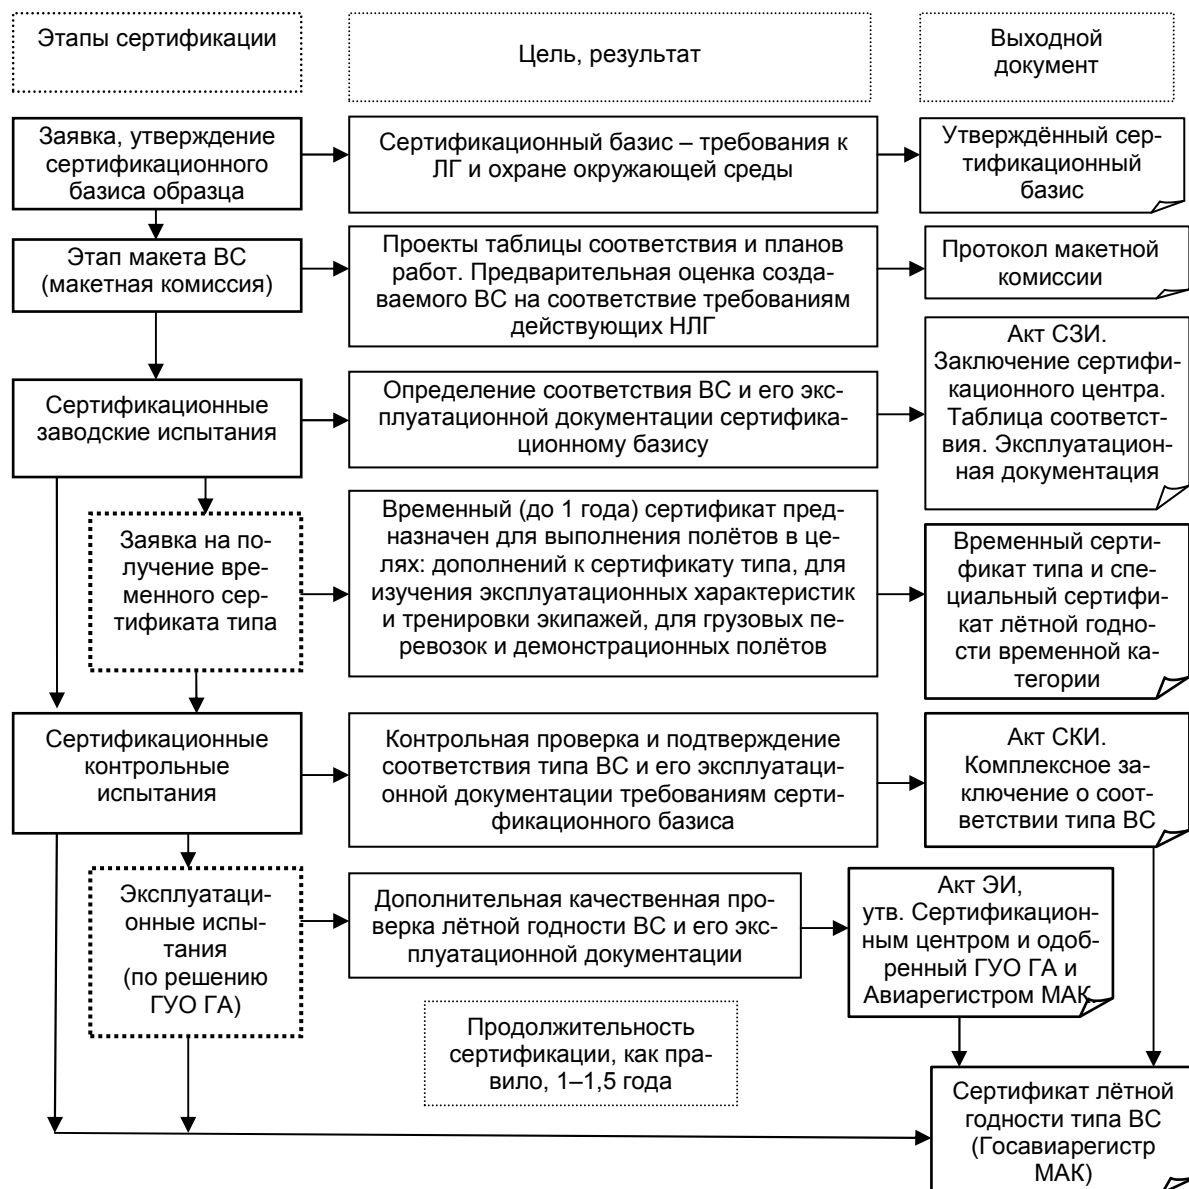 Этапы сертификации
Цель, результат
Выходной
документ
Заявка, утверждение
сертификационного
базиса образца
Сертификационный базис – требования к
ЛГ и охране окружающей среды
Утверждённый сер-
тификационный
базис
Этап макета ВС
(макетная комиссия)
Проекты таблицы соответствия и планов
работ. Предварительная оценка созда-
ваемого ВС на соответствие требованиям
действующих НЛГ
Протокол макетной
комиссии
Сертификационные
заводские испытания
Определение соответствия ВС и его экс-
плуатационной документации сертифика-
ционному базису
Акт СЗИ.
Заключение сертифи-
кационного центра.
Таблица соответст-
вия. Эксплуатацион-
ная документация
Заявка на по-
лучение вре-
менного сер-
тификата типа
Временный (до 1 года) сертификат пред-
назначен для выполнения полётов в це-
лях: дополнений к сертификату типа, для
изучения эксплуатационных характеристик
и тренировки экипажей, для грузовых пе-
ревозок и демонстрационных полётов
Временный серти-
фикат типа и спе-
циальный сертифи-
кат лётной годно-
сти временной ка-
тегории
Сертификационные
контрольные
испытания
Контрольная проверка и подтверждение
соответствия типа ВС и его эксплуатаци-
онной документации требованиям серти-
фикационного базиса
Акт СКИ.
Комплексное за-
ключение о соот-
ветствии типа ВС
Эксплуатаци-
онные испы-
тания
(по решению
ГУО ГА)
Дополнительная качественная про-
верка лётной годности ВС и его экс-
плуатационной документации
Акт ЭИ,
утв. Сертификацион-
ным центром и одоб-
ренный ГУО ГА и
Авиарегистром МАК.
Продолжительность
сертификации, как пра-
вило, 1–1,5 года
Сертификат лётной
годности типа ВС
(Госавиарегистр
МАК)